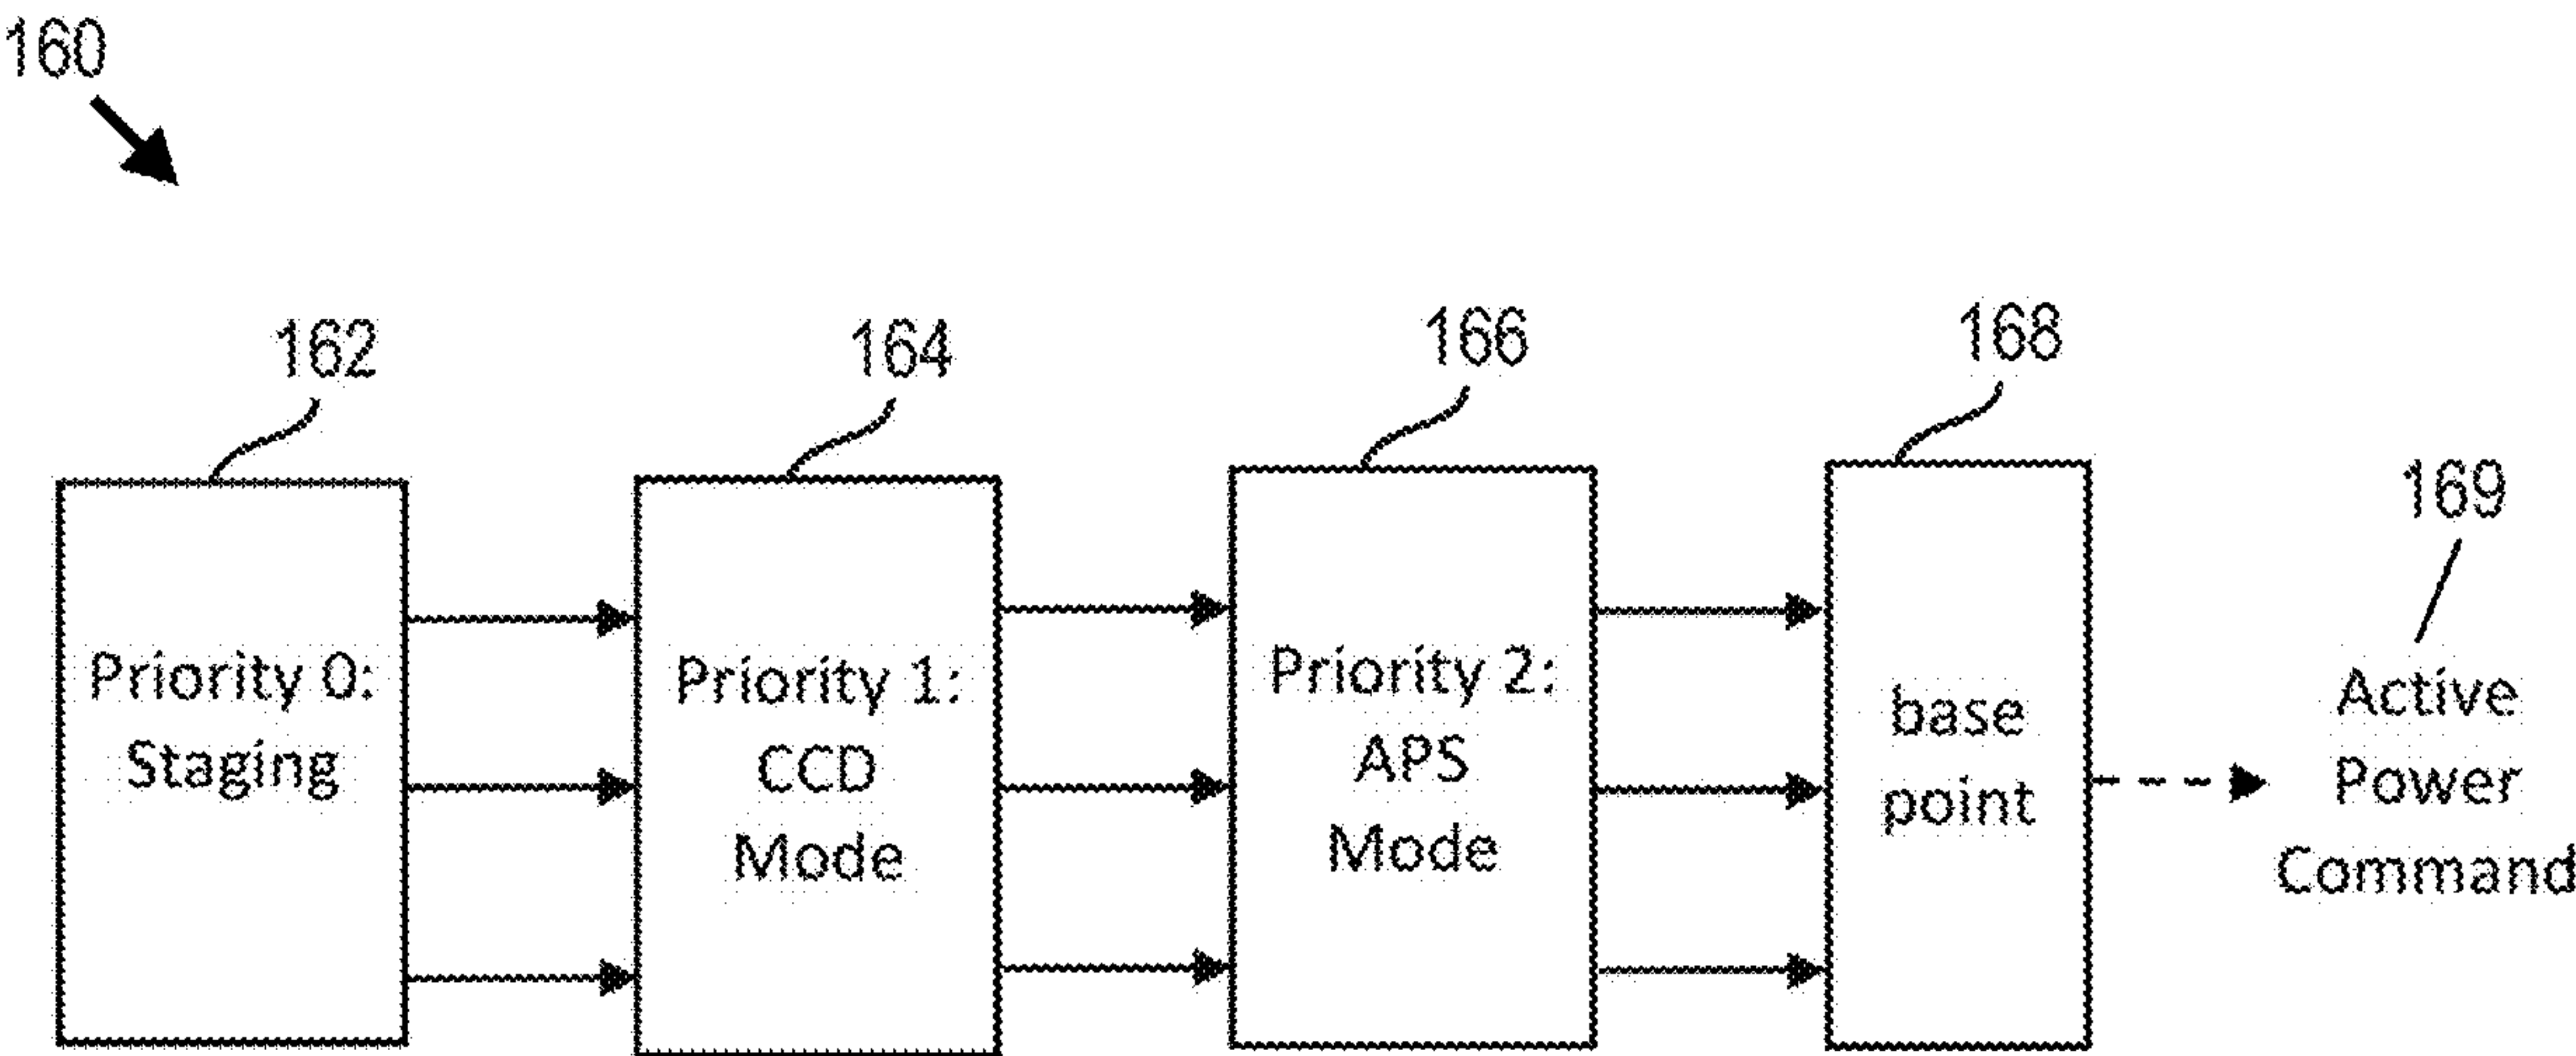 160
162
164
166
168
169
Priority 0:
Staging
Priority 1:
CCD
Mode
Priority 2:
APS
Mode
base
point
Active
Power
Command